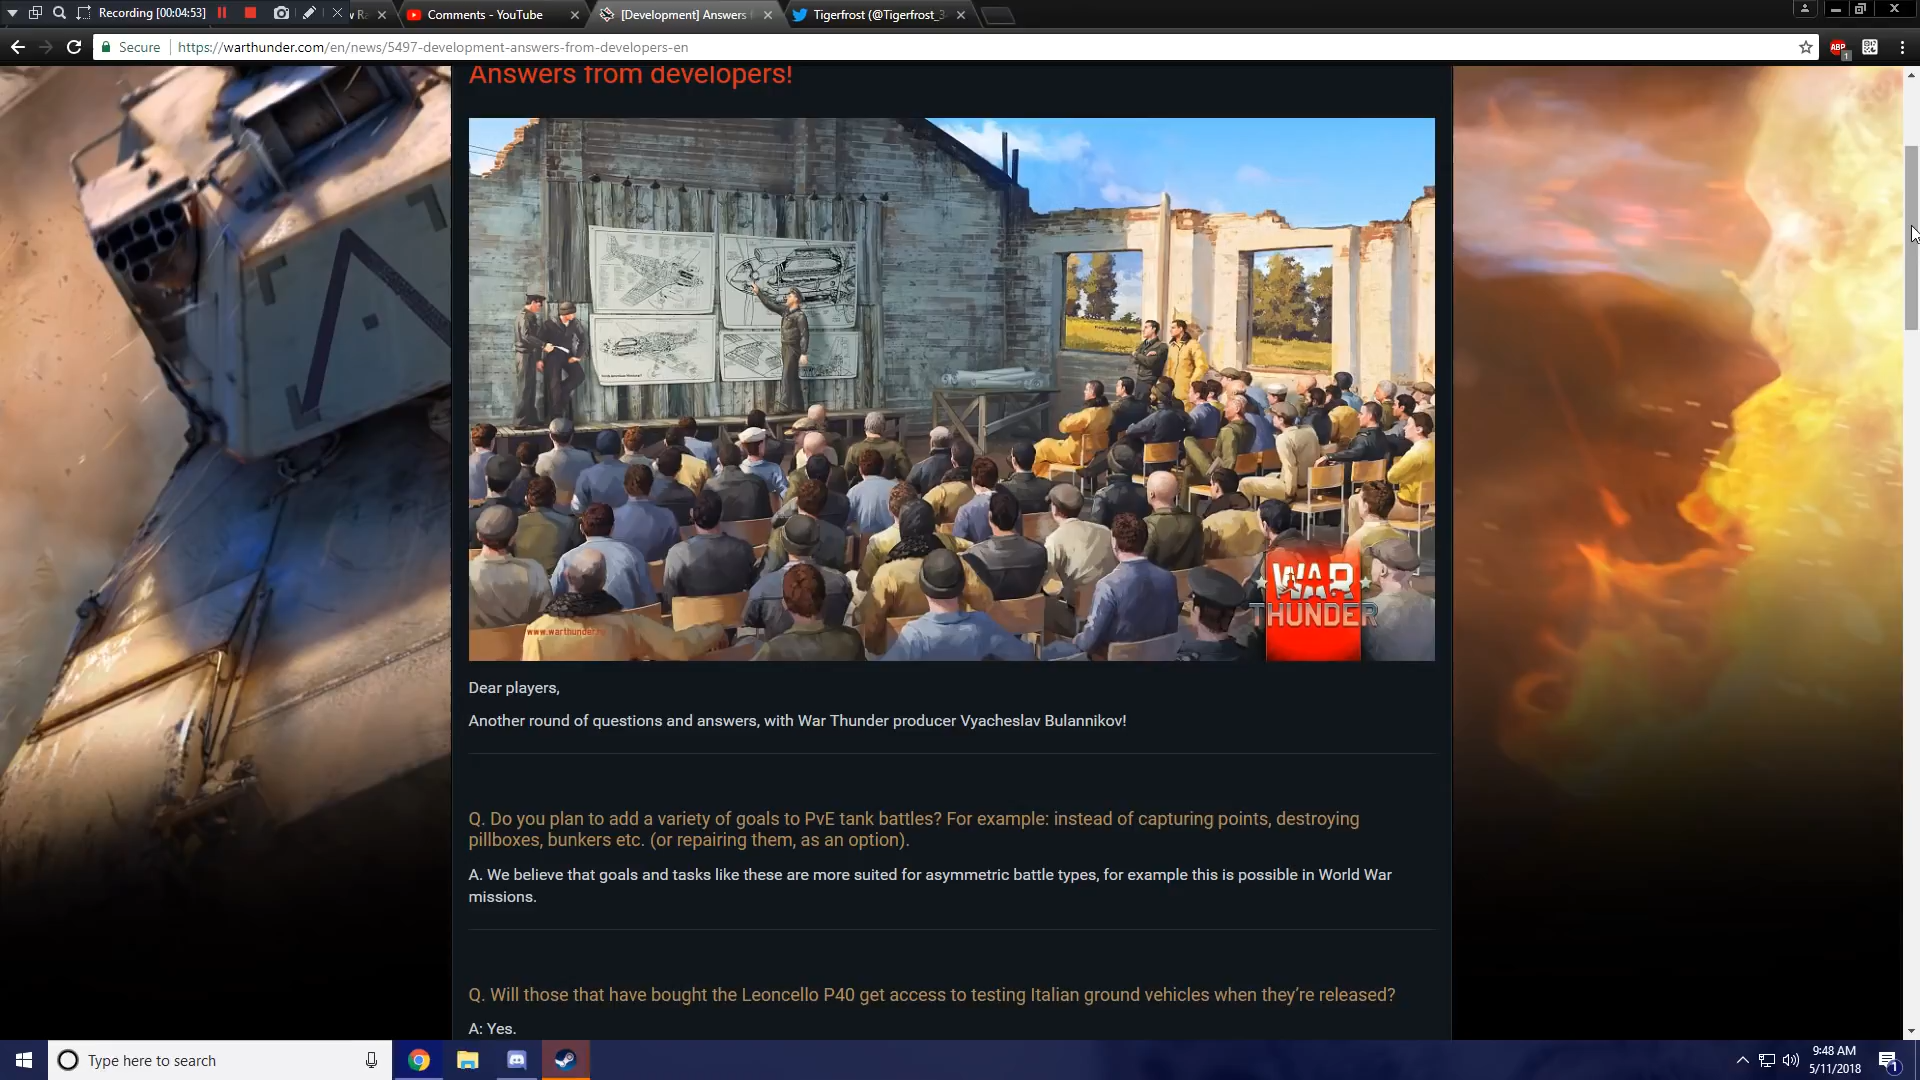 Recording [00:04:53]
Comments - YouTube
[Development] Answers f
Tigerfrost (@Tigerfrost_3
Secure
https://warthunder.com/en/news/5497-development-answers-from-developers-en
ABP
1
Answers from developers!
www.warthunder.
WAR
THUNDER
Dear players,
Another round of questions and answers, with War Thunder producer Vyacheslav Bulannikov!
Q. Do you plan to add a variety of goals to PvE tank battles? For example: instead of capturing points, destroying
pillboxes, bunkers etc. (or repairing them, as an option).
A. We believe that goals and tasks like these are more suited for asymmetric battle types, for example this is possible in World War
missions.
Q. Will those that have bought the Leoncello P40 get access to testing Italian ground vehicles when they’re released?
A: Yes.
Type here to search
9:48 AM
5/11/2018
1